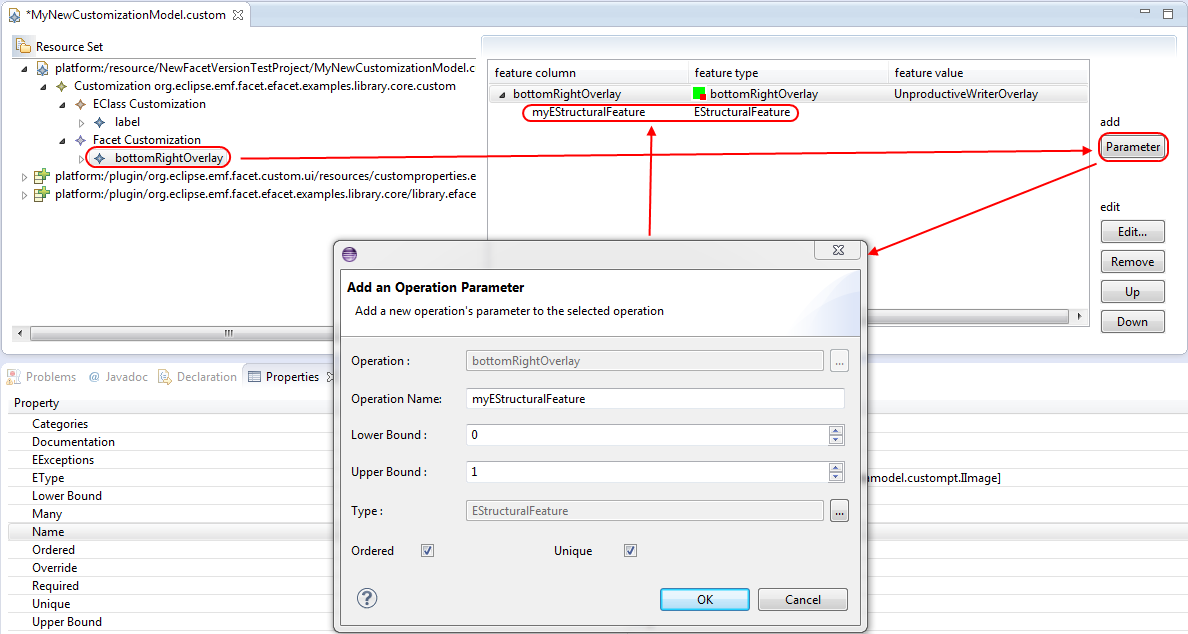 *MyNewCustomizationModel.custom
Resource Set
platform:/resource/NewFacetVersionTestProject/MyNewCustomizationModel.c
Customization org.eclipse.emf.facet.efacet.examples.library.core.custom
EClass Customization
label
Facet Customization
bottomRightOverlay
platform:/plugin/org.eclipse.emf.facet.custom.ui/resources/customproperties.e
platform:/plugin/org.eclipse.emf.facet.efacet.examples.library.core/library.eface
feature column feature type feature value
bottomRightOverlay bottomRightOverlay UnproductiveWriterOverlay
myEStructuralFeature EStructuralFeature
add
Parameter
edit
Edit...
Remove
Up
Down
Add an Operation Parameter
Add a new operation's parameter to the selected operation
Operation : bottomRightOverlay ...
Operation Name: myEStructuralFeature
Lower Bound : 0
Upper Bound : 1
Type : EStructuralFeature ...
Ordered Unique
OK Cancel
Problems @ Javadoc Declaration Properties
Property
Categories
Documentation
EExceptions
EType
Lower Bound
Many
Name
Ordered
Override
Required
Unique
Upper Bound
model.custompt.IImage]